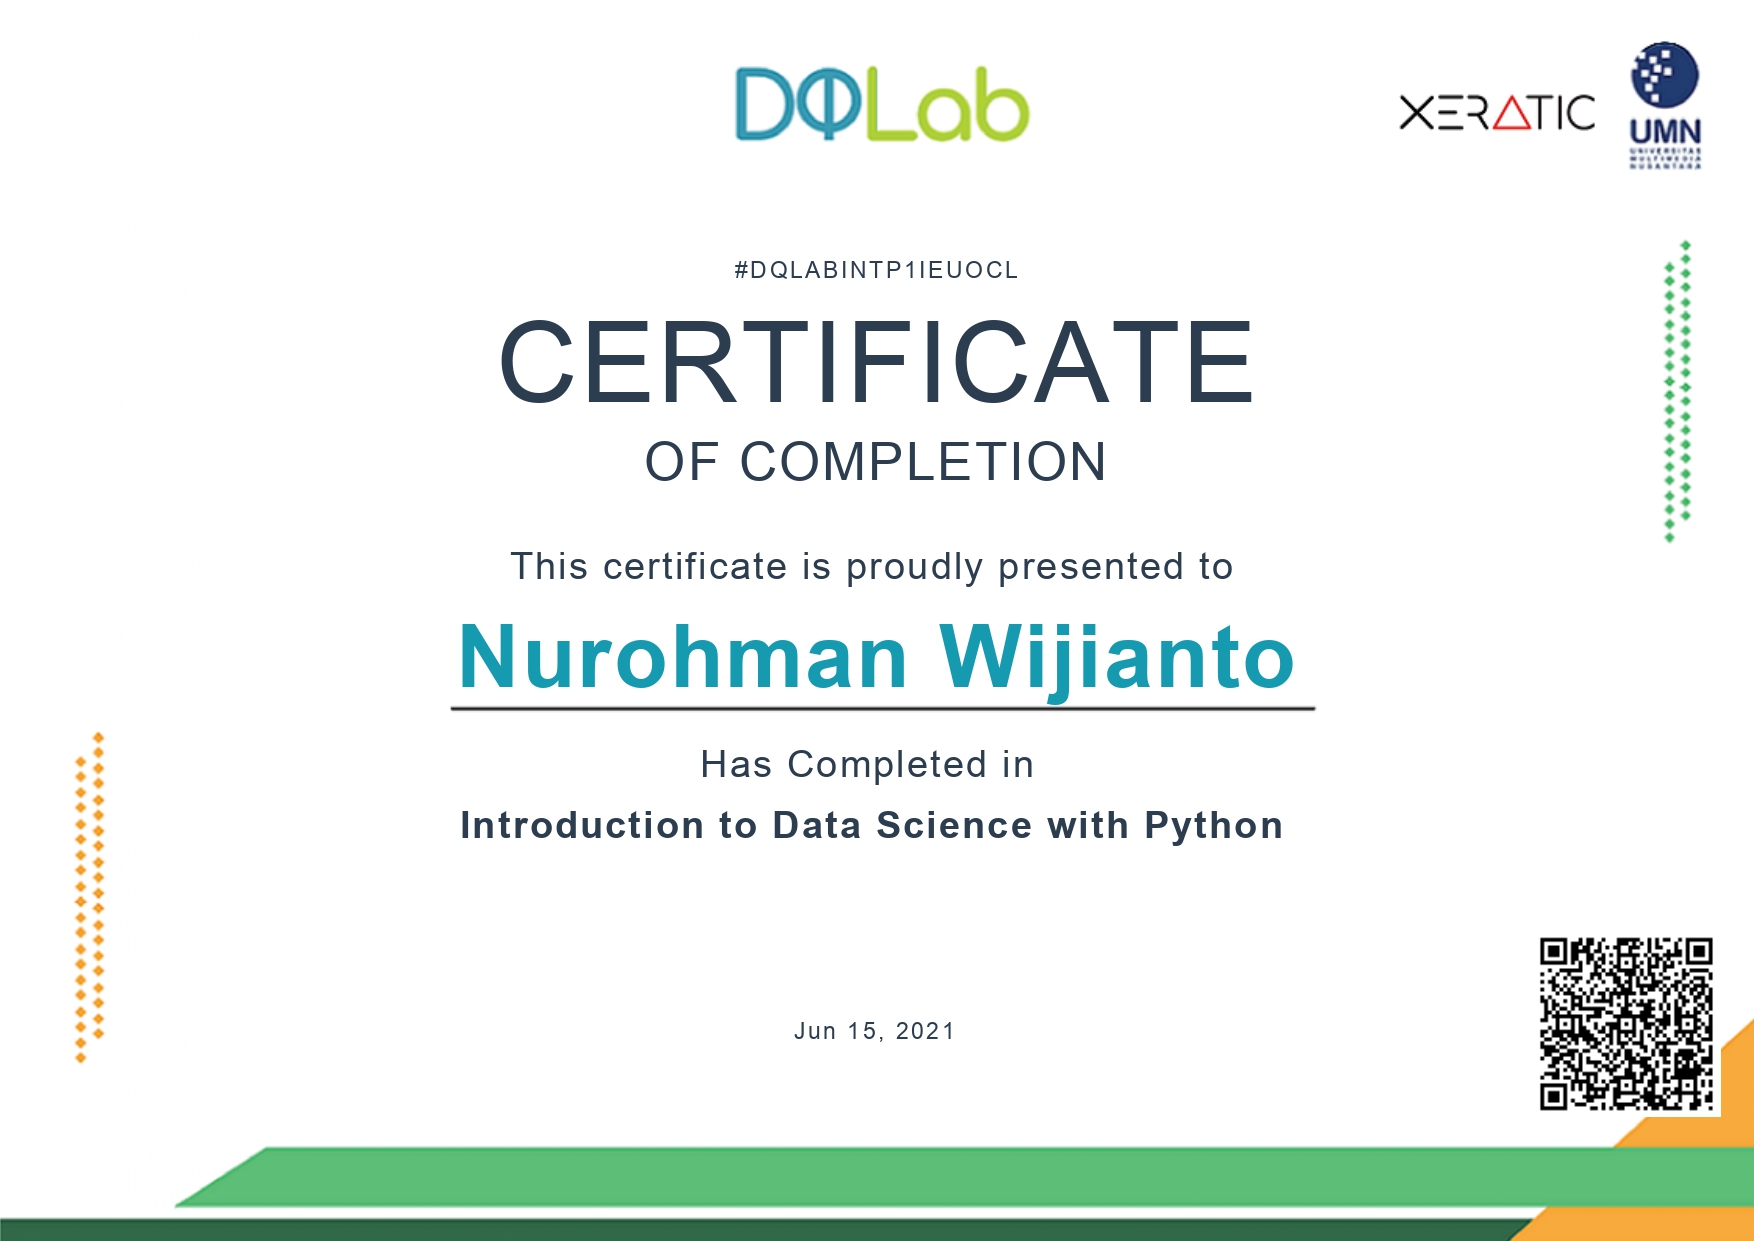 DQLab
XERATIC
UMN
UNIVERSITAS
MULTIMEDIA
NUSANTARA
#DQLABINTP1IEUOCL
CERTIFICATE
OF COMPLETION
This certificate is proudly presented to
Nurohman Wijianto
Has Completed in
Introduction to Data Science with Python
Jun 15, 2021